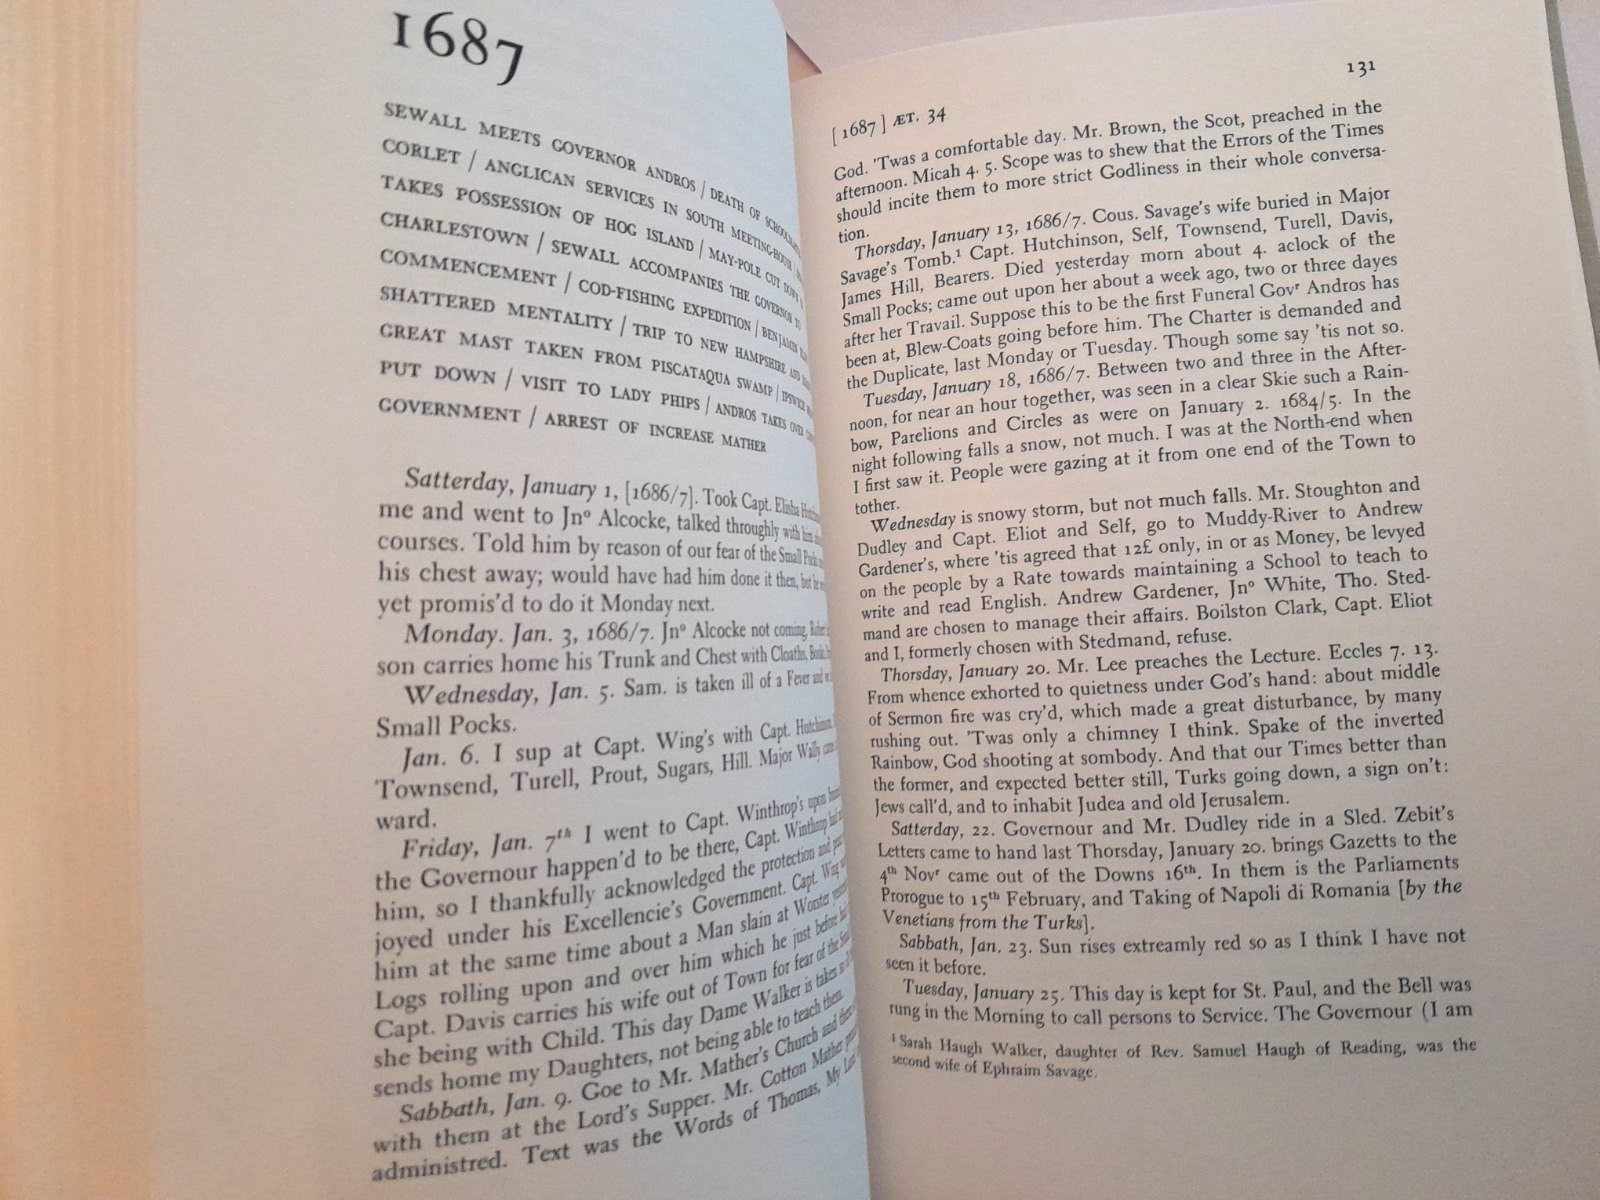 1687
SEWALL MEETS GOVERNOR ANDROS / DEATH OF
CORLET / ANGLICAN SERVICES IN SOUTH MEETING-HOUSE /
TAKES POSSESSION OF HOG ISLAND / MAY-POLE CUT DOWN
CHARLESTOWN / SEWALL ACCOMPANIES THE GOVERNOR TO
COMMENCEMENT / COD-FISHING EXPEDITION / BENJAMIN
SHATTERED MENTALITY / TRIP TO NEW HAMPSHIRE AND
GREAT MAST TAKEN FROM PISCATAQUA SWAMP / IPSWICH
PUT DOWN / VISIT TO LADY PHIPS / ANDROS TAKES OVER
GOVERNMENT / ARREST OF INCREASE MATHER
Satterday, January 1, [1686/7]. Took Capt. Elisha
me and went to Jnº Alcocke, talked throughly with him
courses. Told him by reason of our fear of the Small Pocks
his chest away; would have had him done it then, but he
yet promis'd to do it Monday next.
Monday. Jan. 3, 1686/7. Jnº Alcocke not coming,
son carries home his Trunk and Chest with Cloaths, Books,
Wednesday, Jan. 5. Sam. is taken ill of a Fever and
Small Pocks.
Jan. 6. I sup at Capt. Wing's with Capt. Hutchinson,
Townsend, Turell, Prout, Sugars, Hill. Major Wally came
ward.
Friday, Jan. 7th I went to Capt. Winthrop's upon
the Governour happen'd to be there, Capt. Winthrop had
him, so I thankfully acknowledged the protection and
joyed under his Excellencie's Government. Capt. Wing
him at the same time about a Man slain at Worster
Logs rolling upon and over him which he just before
Capt. Davis carries his wife out of Town for fear of the
she being with Child. This day Dame Walker is taken so
sends home my Daughters, not being able to teach them.
Sabbath, Jan. 9. Goe to Mr. Mather's Church and
with them at the Lord's Supper. Mr. Cotton Mather
administred. Text was the Words of Thomas, My
[1687] ÆT. 34
131
God. 'Twas a comfortable day. Mr. Brown, the Scot, preached in the
afternoon. Micah 4. 5. Scope was to shew that the Errors of the Times
should incite them to more strict Godliness in their whole conversa-
tion.
Thorsday, January 13, 1686/7. Cous. Savage's wife buried in Major
Savage's Tomb.¹ Capt. Hutchinson, Self, Townsend, Turell, Davis,
James Hill, Bearers. Died yesterday morn about 4. aclock of the
Small Pocks; came out upon her about a week ago, two or three dayes
after her Travail. Suppose this to be the first Funeral Govʳ Andros has
been at, Blew-Coats going before him. The Charter is demanded and
the Duplicate, last Monday or Tuesday. Though some say 'tis not so.
Tuesday, January 18, 1686/7. Between two and three in the After-
noon, for near an hour together, was seen in a clear Skie such a Rain-
bow, Parelions and Circles as were on January 2. 1684/5. In the
night following falls a snow, not much. I was at the North-end when
I first saw it. People were gazing at it from one end of the Town to
tother.
Wednesday is snowy storm, but not much falls. Mr. Stoughton and
Dudley and Capt. Eliot and Self, go to Muddy-River to Andrew
Gardener's, where 'tis agreed that 12£ only, in or as Money, be levyed
on the people by a Rate towards maintaining a School to teach to
write and read English. Andrew Gardener, Jnº White, Tho. Sted-
mand are chosen to manage their affairs. Boilston Clark, Capt. Eliot
and I, formerly chosen with Stedmand, refuse.
Thorsday, January 20. Mr. Lee preaches the Lecture. Eccles 7. 13.
From whence exhorted to quietness under God's hand: about middle
of Sermon fire was cry'd, which made a great disturbance, by many
rushing out. 'Twas only a chimney I think. Spake of the inverted
Rainbow, God shooting at sombody. And that our Times better than
the former, and expected better still, Turks going down, a sign on't:
Jews call'd, and to inhabit Judea and old Jerusalem.
Satterday, 22. Governour and Mr. Dudley ride in a Sled. Zebit's
Letters came to hand last Thorsday, January 20. brings Gazetts to the
4th Novʳ came out of the Downs 16th. In them is the Parliaments
Prorogue to 15th February, and Taking of Napoli di Romania [by the
Venetians from the Turks].
Sabbath, Jan. 23. Sun rises extreamly red so as I think I have not
seen it before.
Tuesday, January 25. This day is kept for St. Paul, and the Bell was
rung in the Morning to call persons to Service. The Governour (I am
¹ Sarah Haugh Walker, daughter of Rev. Samuel Haugh of Reading, was the
second wife of Ephraim Savage.